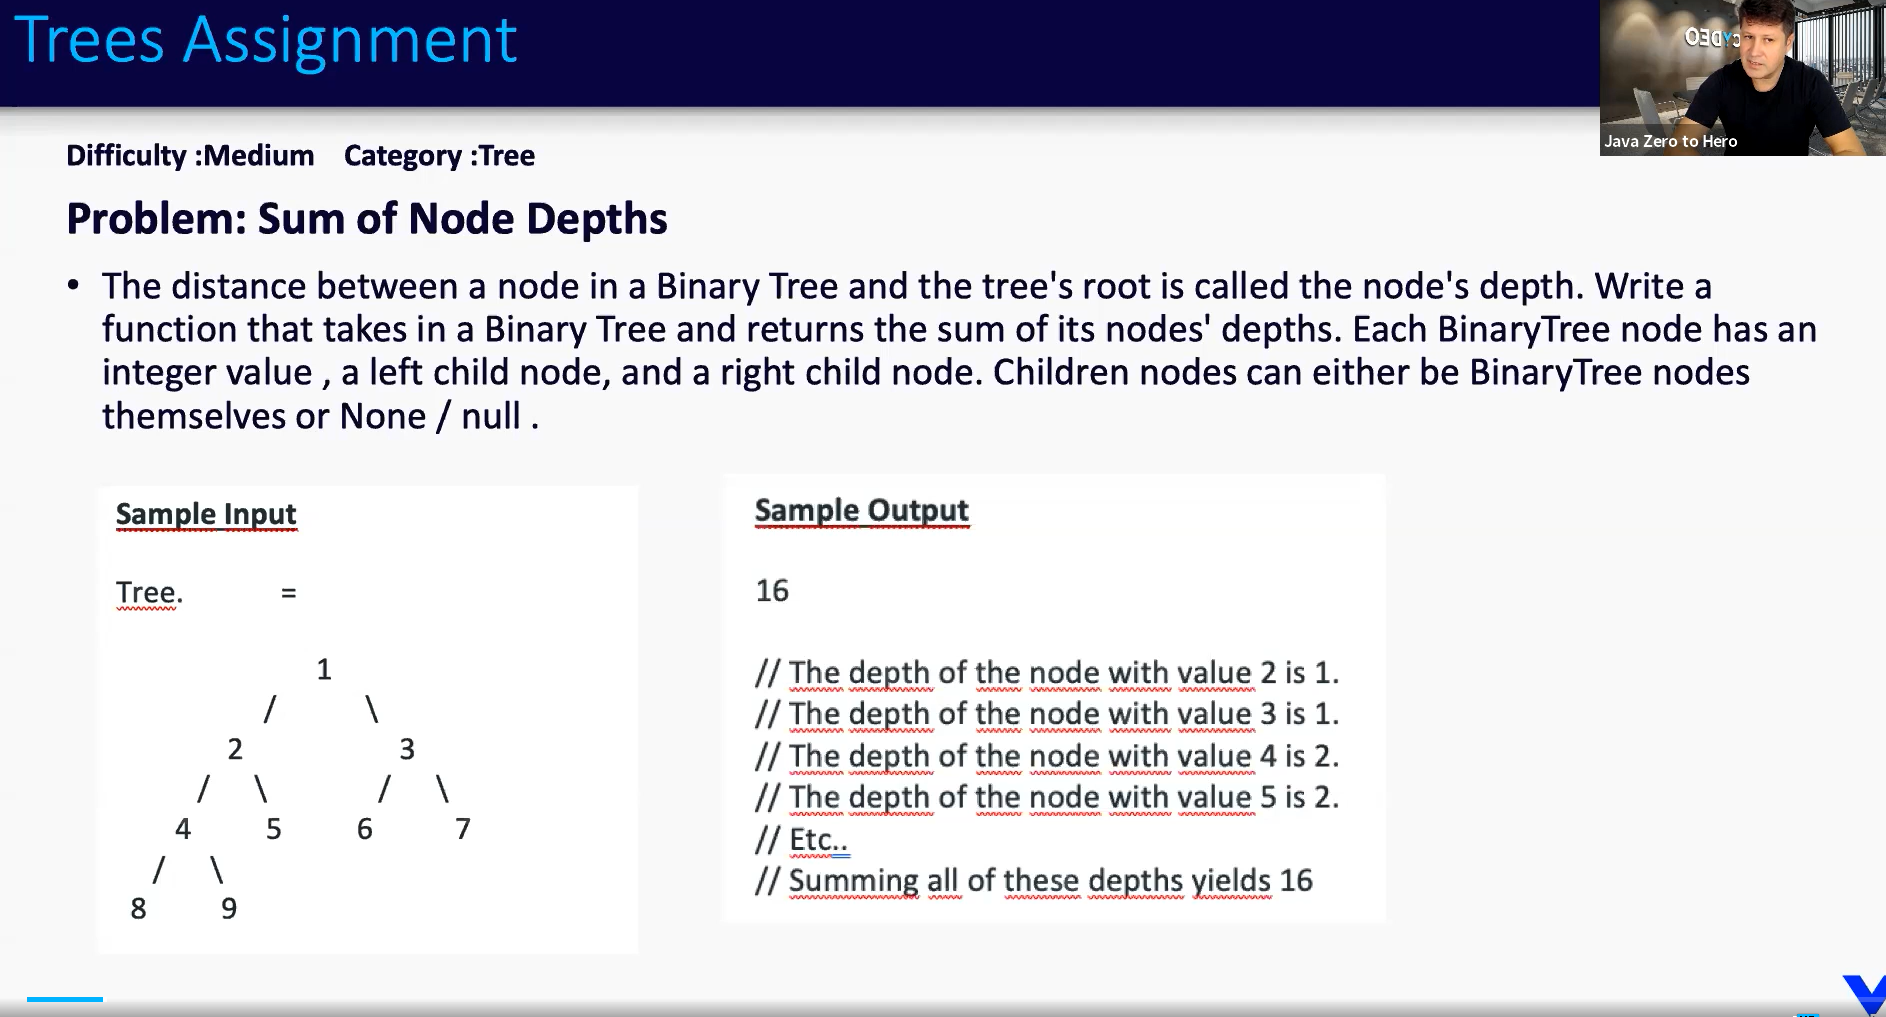 Trees Assignment
CYDEO
Java Zero to Hero
Difficulty :Medium Category :Tree
Problem: Sum of Node Depths
• The distance between a node in a Binary Tree and the tree's root is called the node's depth. Write a
function that takes in a Binary Tree and returns the sum of its nodes' depths. Each BinaryTree node has an
integer value , a left child node, and a right child node. Children nodes can either be BinaryTree nodes
themselves or None / null .
Sample Input
Tree. =
1
/ \
2 3
/ \ / \
4 5 6 7
/ \
8 9
Sample Output
16
// The depth of the node with value 2 is 1.
// The depth of the node with value 3 is 1.
// The depth of the node with value 4 is 2.
// The depth of the node with value 5 is 2.
// Etc..
// Summing all of these depths yields 16